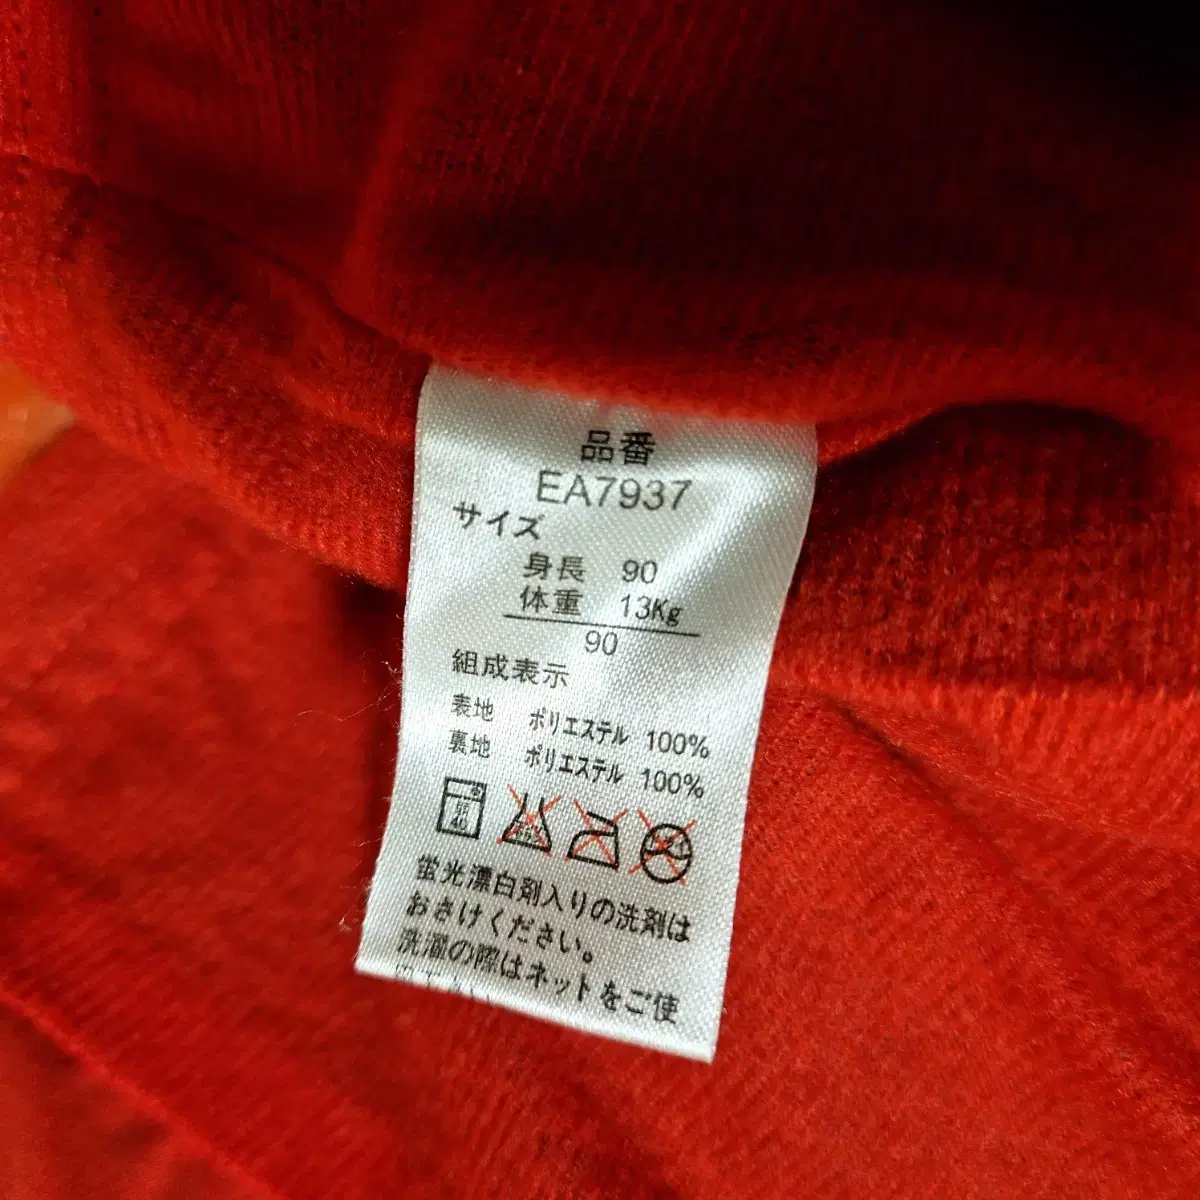 品番
EA7937
サイズ
身長 90
体重 13Kg
90
組成表示
表地 ポリエステル 100%
裏地 ポリエステル 100%
40
蛍光漂白剤入りの洗剤は
おさけください。
洗濯の際はネットをご使